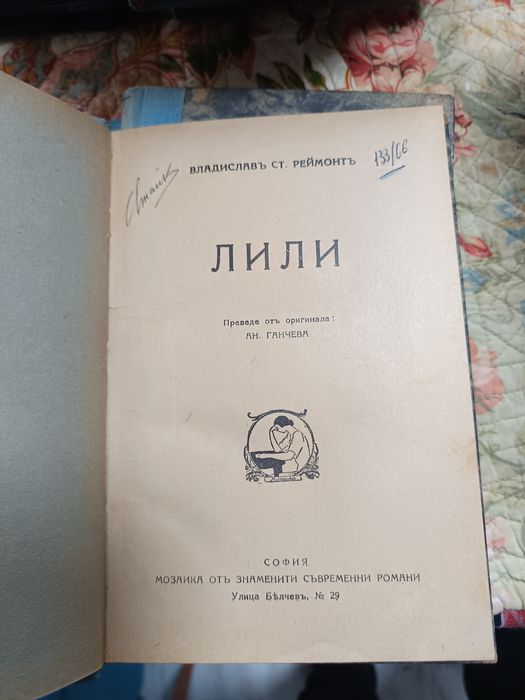 ВЛАДИСЛАВЪ СТ. РЕЙМОНТЪ
133/66
ЛИЛИ
Преведе отъ оригинала:
АН. ГАНЧЕВА
СОФИЯ
МОЗАЙКА ОТЪ ЗНАМЕНИТИ СЪВРЕМЕННИ РОМАНИ
Улица Бѣлчевъ, № 29